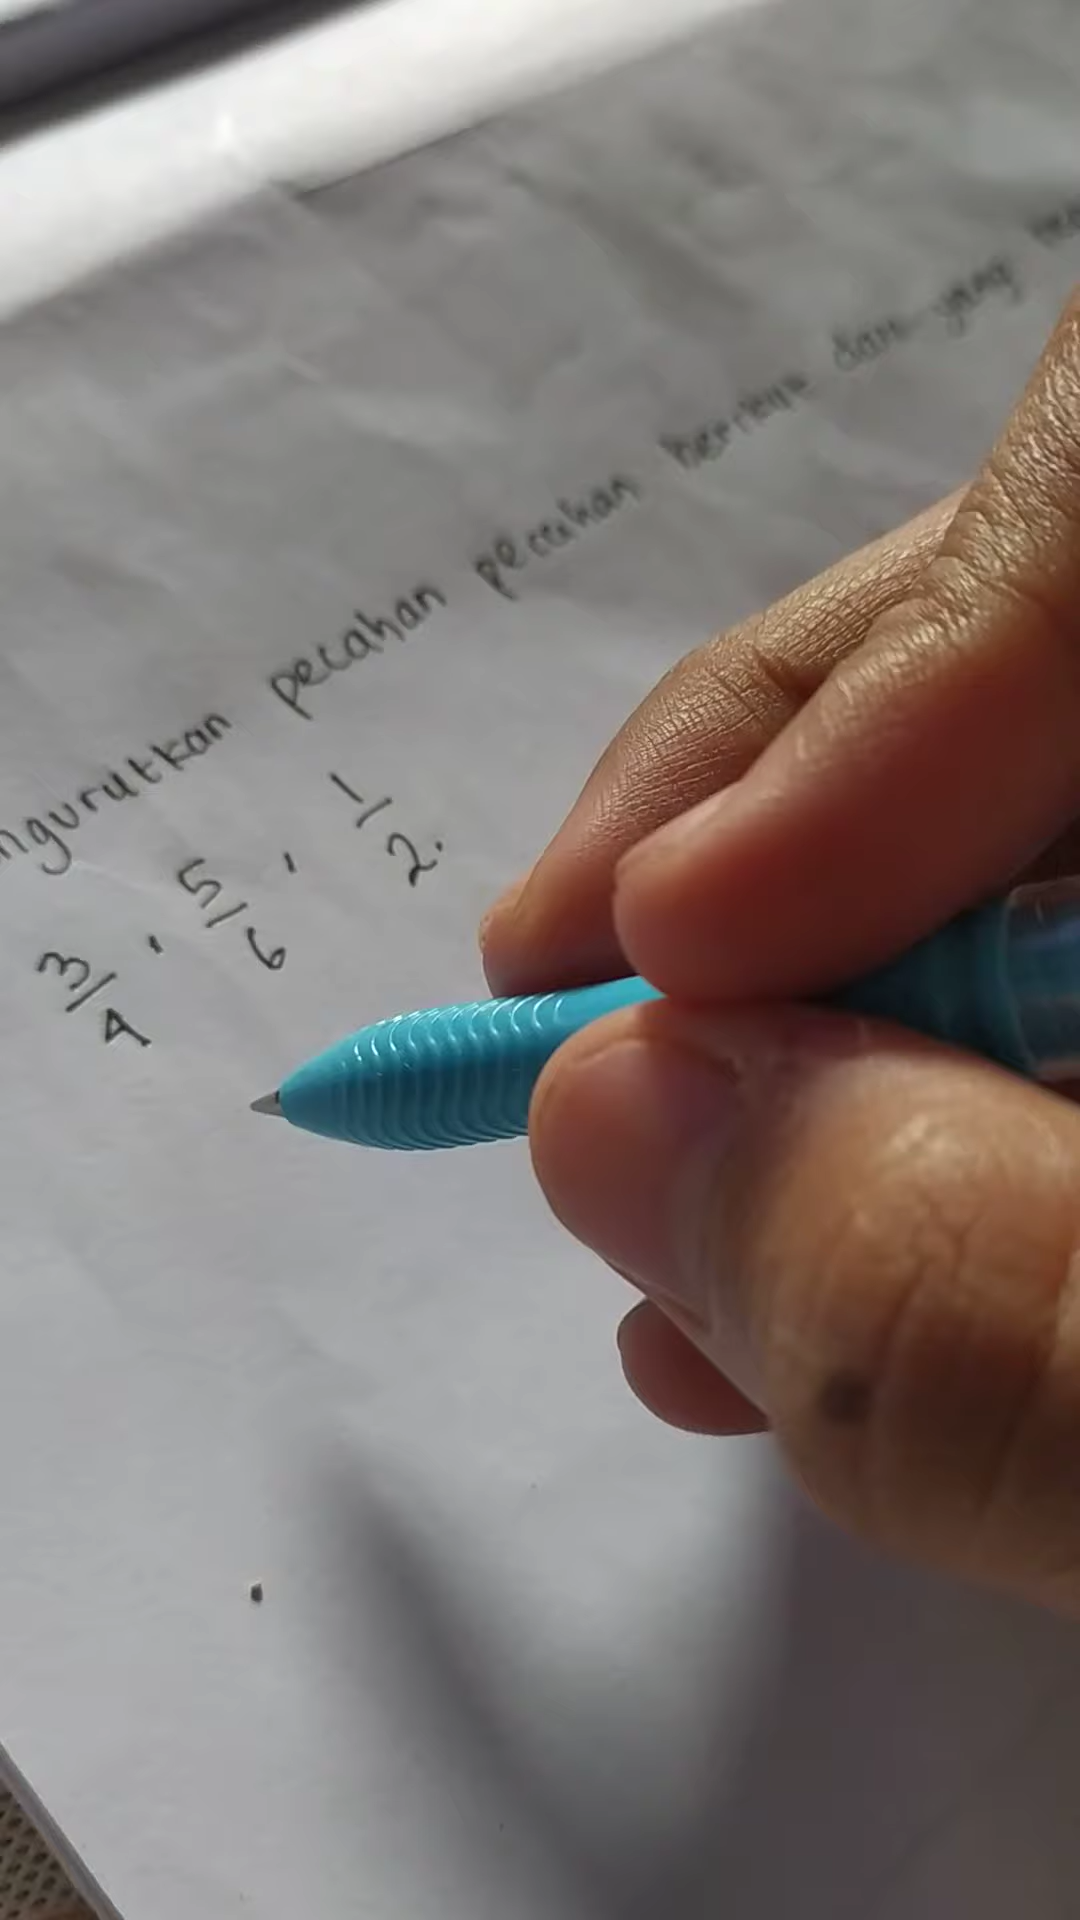 ngurutkan pecahan pecahan berikut dari yang
3/4, 5/6, 1/2.